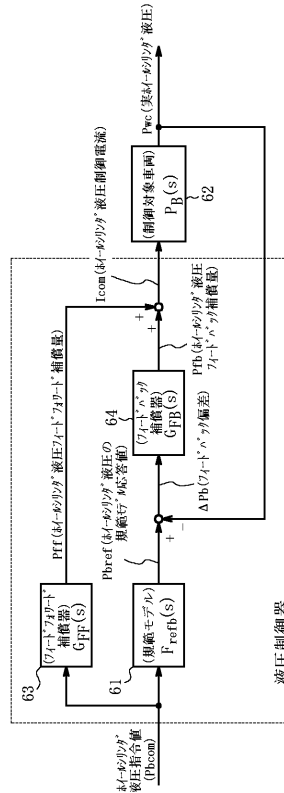 ホイールシリンダ
液圧指令値
(Pbcom)
63
(フィードフォワード
補償器)
G_FF(s)
Pff(ホイールシリンダ液圧フィードフォワード補償量)
61
(規範モデル)
F_refb(s)
Pbref(ホイールシリンダ液圧の
規範モデル応答値)
+
-
ΔPb(フィードバック偏差)
64
(フィードバック
補償器)
G_FB(s)
Pfb(ホイールシリンダ液圧
フィードバック補償量)
+
+
Icom(ホイールシリンダ液圧制御電流)
(制御対象車両)
P_B(s)
62
Pwc(実ホイールシリンダ液圧)
液圧制御器